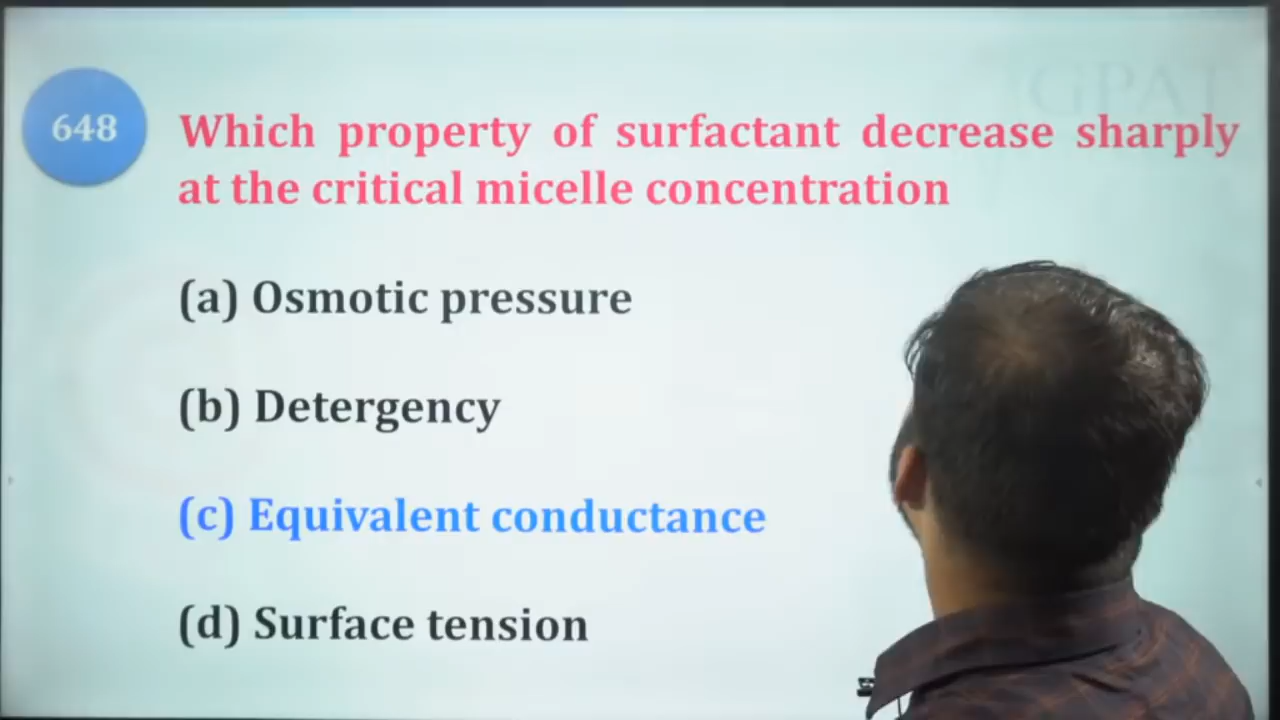 GPAT
648
Which property of surfactant decrease sharply
at the critical micelle concentration
(a) Osmotic pressure
(b) Detergency
(c) Equivalent conductance
(d) Surface tension